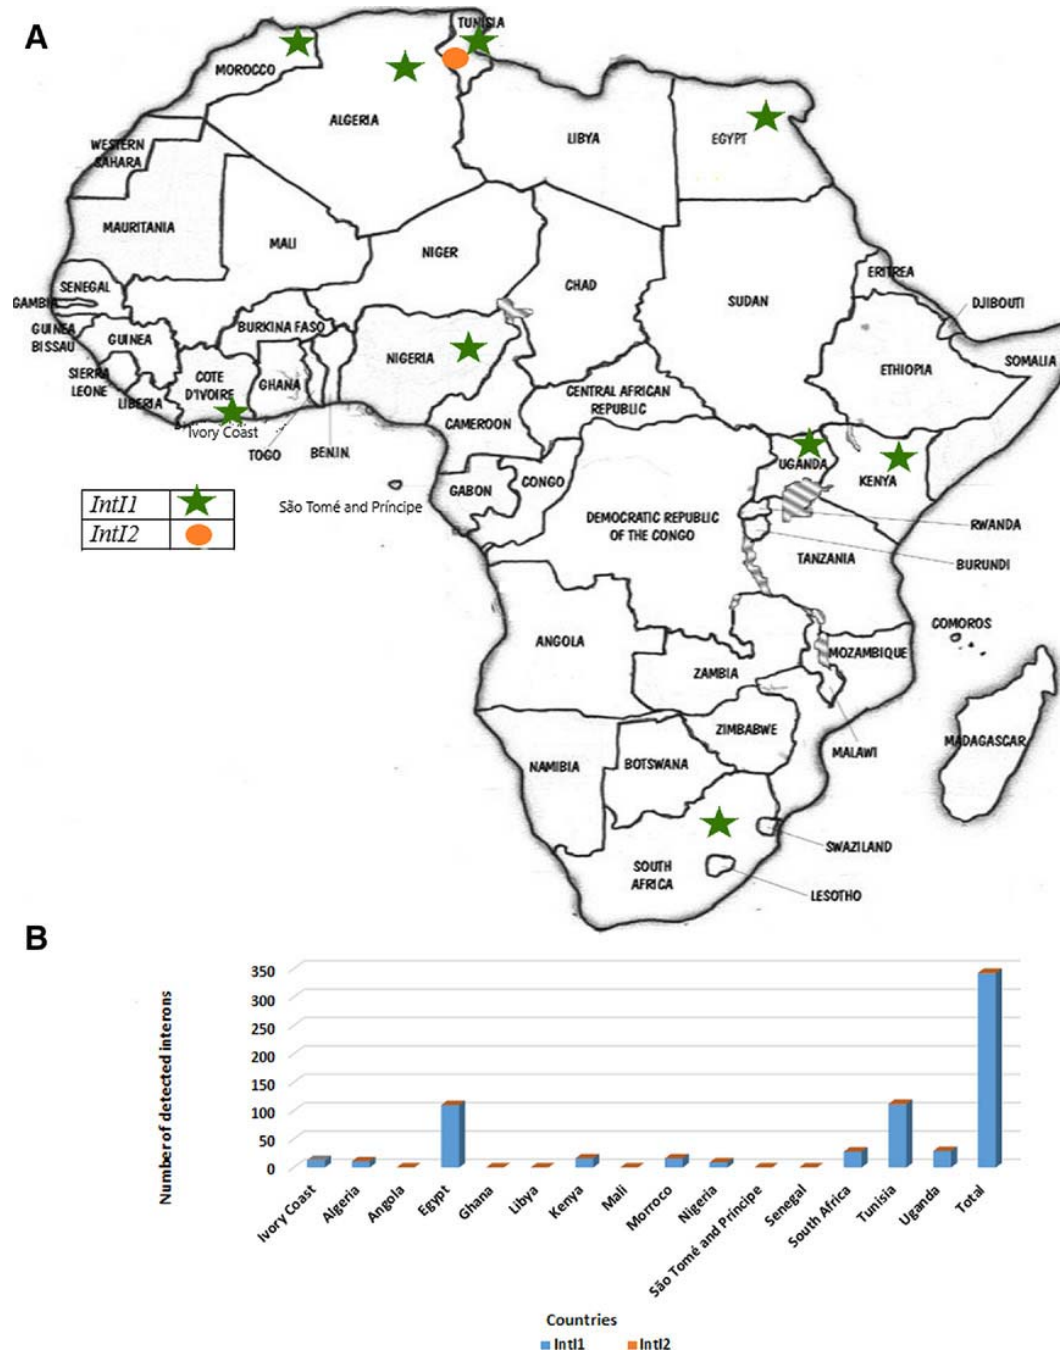 A
TUNISIA
MOROCCO
ALGERIA
LIBYA
EGYPT
WESTERN
SAHARA
MAURITANIA
MALI
NIGER
CHAD
SUDAN
ERITREA
DJIBOUTI
SENEGAL
GAMBIA
GUINEA
BISSAU
GUINEA
BURKINA FASO
NIGERIA
ETHIOPIA
SOMALIA
SIERRA
LEONE
LIBERIA
COTE
D'IVOIRE
GHANA
CENTRAL AFRICAN
REPUBLIC
CAMEROON
Ivory Coast
TOGO
BENIN
UGANDA
KENYA
GABON
CONGO
IntI1
IntI2
São Tomé and Príncipe
DEMOCRATIC REPUBLIC
OF THE CONGO
RWANDA
BURUNDI
TANZANIA
COMOROS
ANGOLA
MOZAMBIQUE
ZAMBIA
ZIMBABWE
MALAWI
MADAGASCAR
NAMIBIA
BOTSWANA
SWAZILAND
SOUTH
AFRICA
LESOTHO
B
Number of detected interons
350
300
250
200
150
100
50
0
Ivory Coast
Algeria
Angola
Egypt
Ghana
Libya
Kenya
Mali
Morroco
Nigeria
São Tomé and Príncipe
Senegal
South Africa
Tunisia
Uganda
Total
Countries
IntI1 IntI2